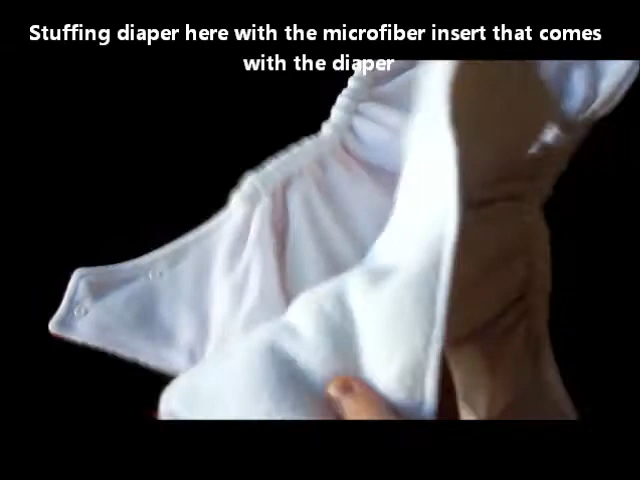 Stuffing diaper here with the microfiber insert that comes
with the diaper